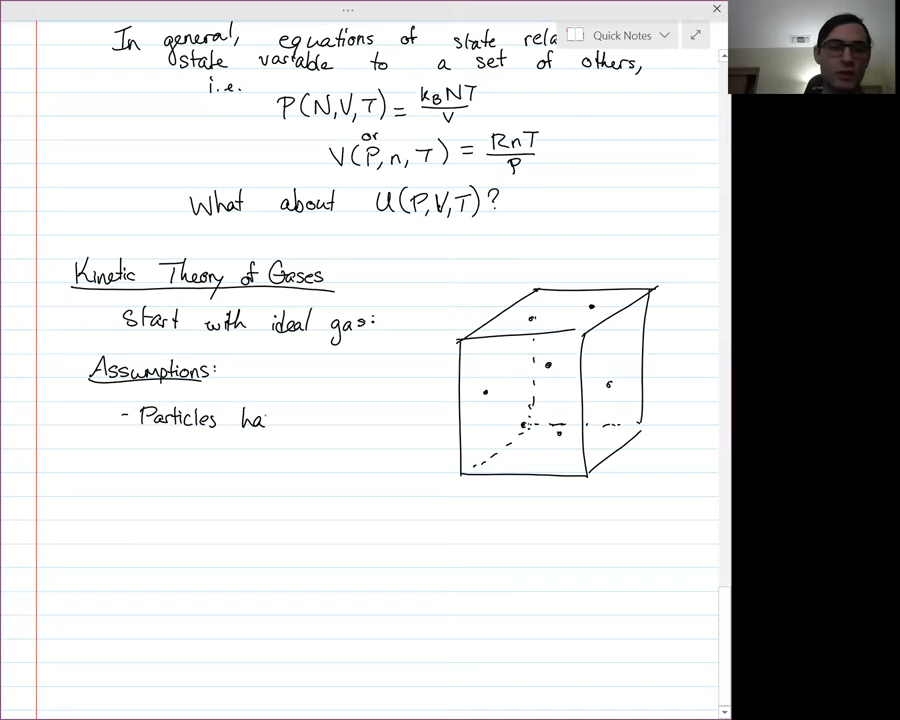 In general, equations of state rela
Quick Notes
state variable to a set of others,
i.e.
P(N,V,T) = k_B NT / V
or
V(P,n,T) = RnT / P
What about U(P,V,T)?
Kinetic Theory of Gases
Start with ideal gas:
Assumptions:
- Particles ha